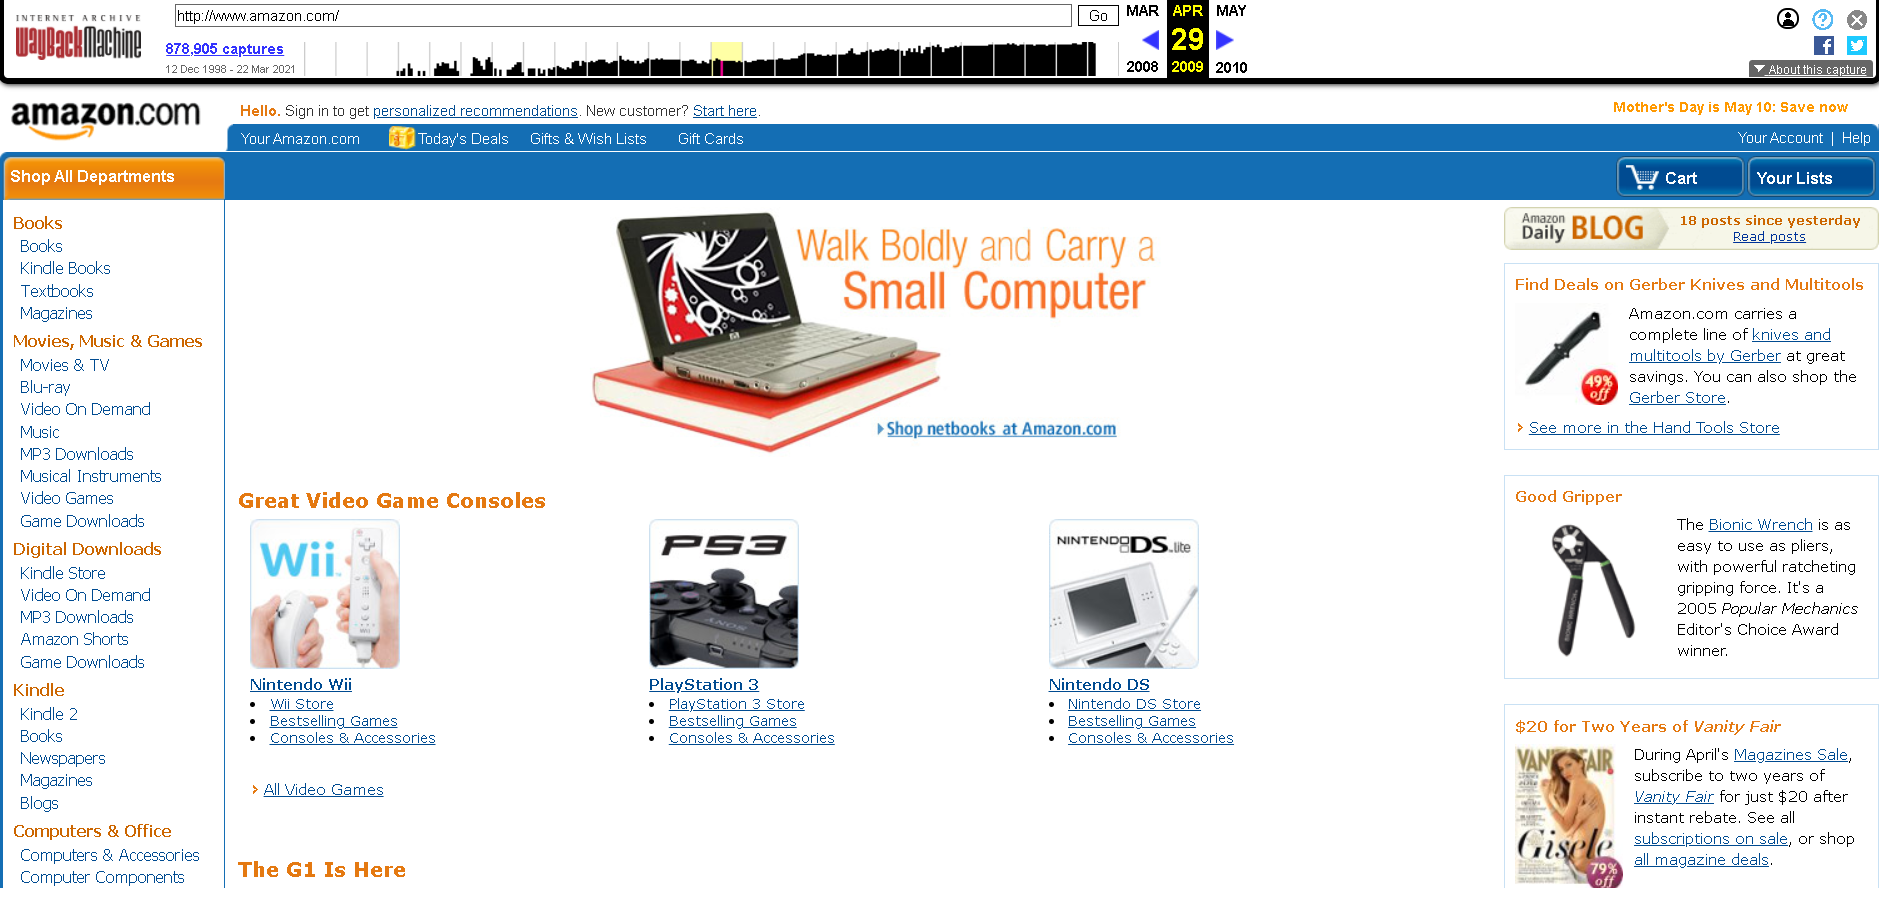 INTERNET ARCHIVE
WayBackMachine
http://www.amazon.com/
Go
878,905 captures
12 Dec 1998 - 22 Mar 2021
MAR APR MAY
29
2008 2009 2010
About this capture
amazon.com
Hello. Sign in to get personalized recommendations. New customer? Start here.
Mother's Day is May 10: Save now
Your Amazon.com Today's Deals Gifts & Wish Lists Gift Cards
Your Account | Help
Shop All Departments
Cart
Your Lists
Books
Books
Kindle Books
Textbooks
Magazines
Movies, Music & Games
Movies & TV
Blu-ray
Video On Demand
Music
MP3 Downloads
Musical Instruments
Video Games
Game Downloads
Digital Downloads
Kindle Store
Video On Demand
MP3 Downloads
Amazon Shorts
Game Downloads
Kindle
Kindle 2
Books
Newspapers
Magazines
Blogs
Computers & Office
Computers & Accessories
Computer Components
Walk Boldly and Carry a
Small Computer
Shop netbooks at Amazon.com
Great Video Game Consoles
Wii
Wii
Nintendo Wii
Wii Store
Bestselling Games
Consoles & Accessories
PS3
SONY
PlayStation 3
PlayStation 3 Store
Bestselling Games
Consoles & Accessories
NINTENDO DS Lite
Nintendo DS
Nintendo DS Store
Bestselling Games
Consoles & Accessories
All Video Games
The G1 Is Here
Amazon
Daily BLOG
18 posts since yesterday
Read posts
Find Deals on Gerber Knives and Multitools
49%
off
Amazon.com carries a
complete line of knives and
multitools by Gerber at great
savings. You can also shop the
Gerber Store.
See more in the Hand Tools Store
Good Gripper
BIONIC WRENCH
The Bionic Wrench is as
easy to use as pliers,
with powerful ratcheting
gripping force. It's a
2005 Popular Mechanics
Editor's Choice Award
winner.
$20 for Two Years of Vanity Fair
VANITY FAIR
Gisele
79%
off
During April's Magazines Sale,
subscribe to two years of
Vanity Fair for just $20 after
instant rebate. See all
subscriptions on sale, or shop
all magazine deals.